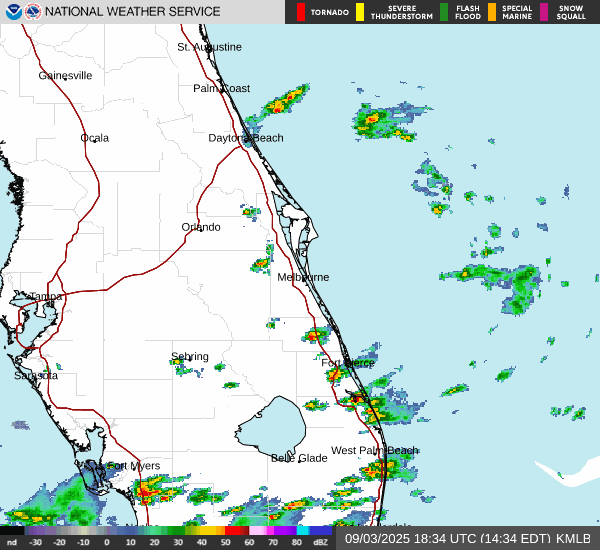 NATIONAL WEATHER SERVICE
TORNADO
SEVERE THUNDERSTORM
FLASH FLOOD
SPECIAL MARINE
SNOW SQUALL
St. Augustine
Gainesville
Palm Coast
Ocala
Daytona Beach
Orlando
Melbourne
Tampa
Sebring
Fort Pierce
Sarasota
West Palm Beach
Belle Glade
Fort Myers
nd -30 -20 -10 0 10 20 30 40 50 60 70 80 dBZ
09/03/2025 18:34 UTC (14:34 EDT) KMLB